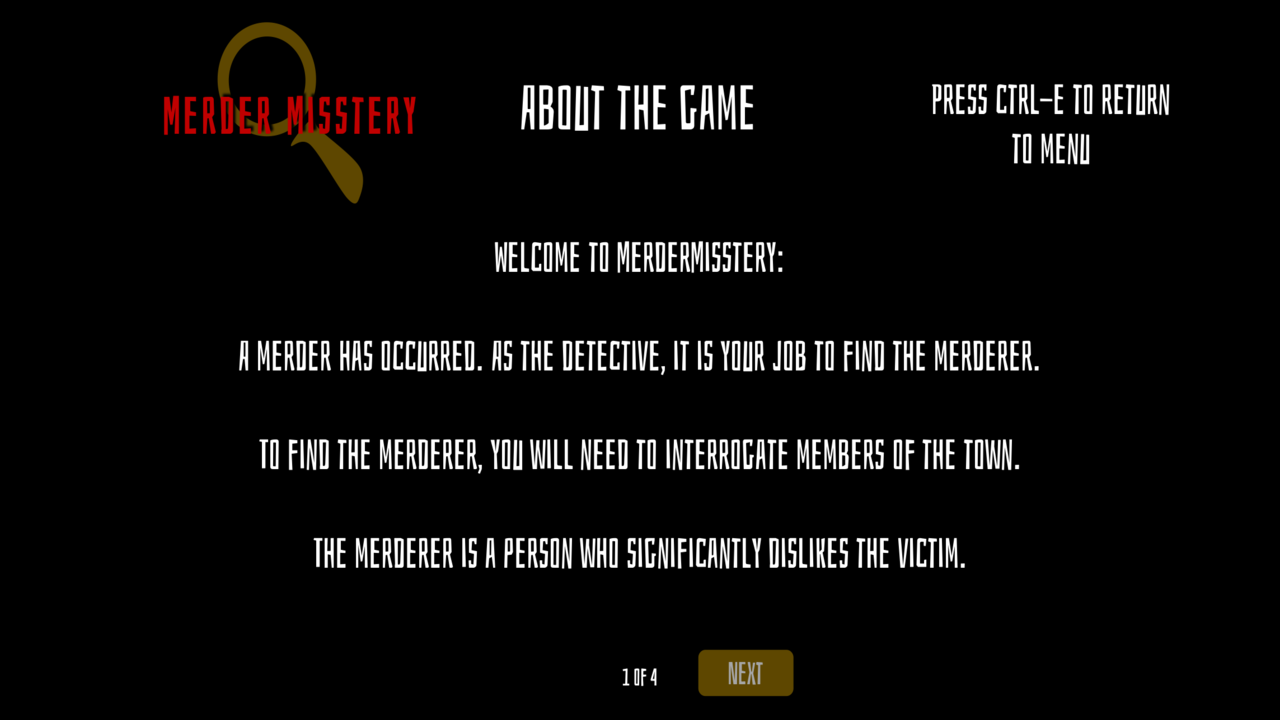 MERDER MISSTERY
ABOUT THE GAME
PRESS CTRL-E TO RETURN
TO MENU
WELCOME TO MERDERMISSTERY:
A MERDER HAS OCCURRED. AS THE DETECTIVE, IT IS YOUR JOB TO FIND THE MERDERER.
TO FIND THE MERDERER, YOU WILL NEED TO INTERROGATE MEMBERS OF THE TOWN.
THE MERDERER IS A PERSON WHO SIGNIFICANTLY DISLIKES THE VICTIM.
1 OF 4
NEXT